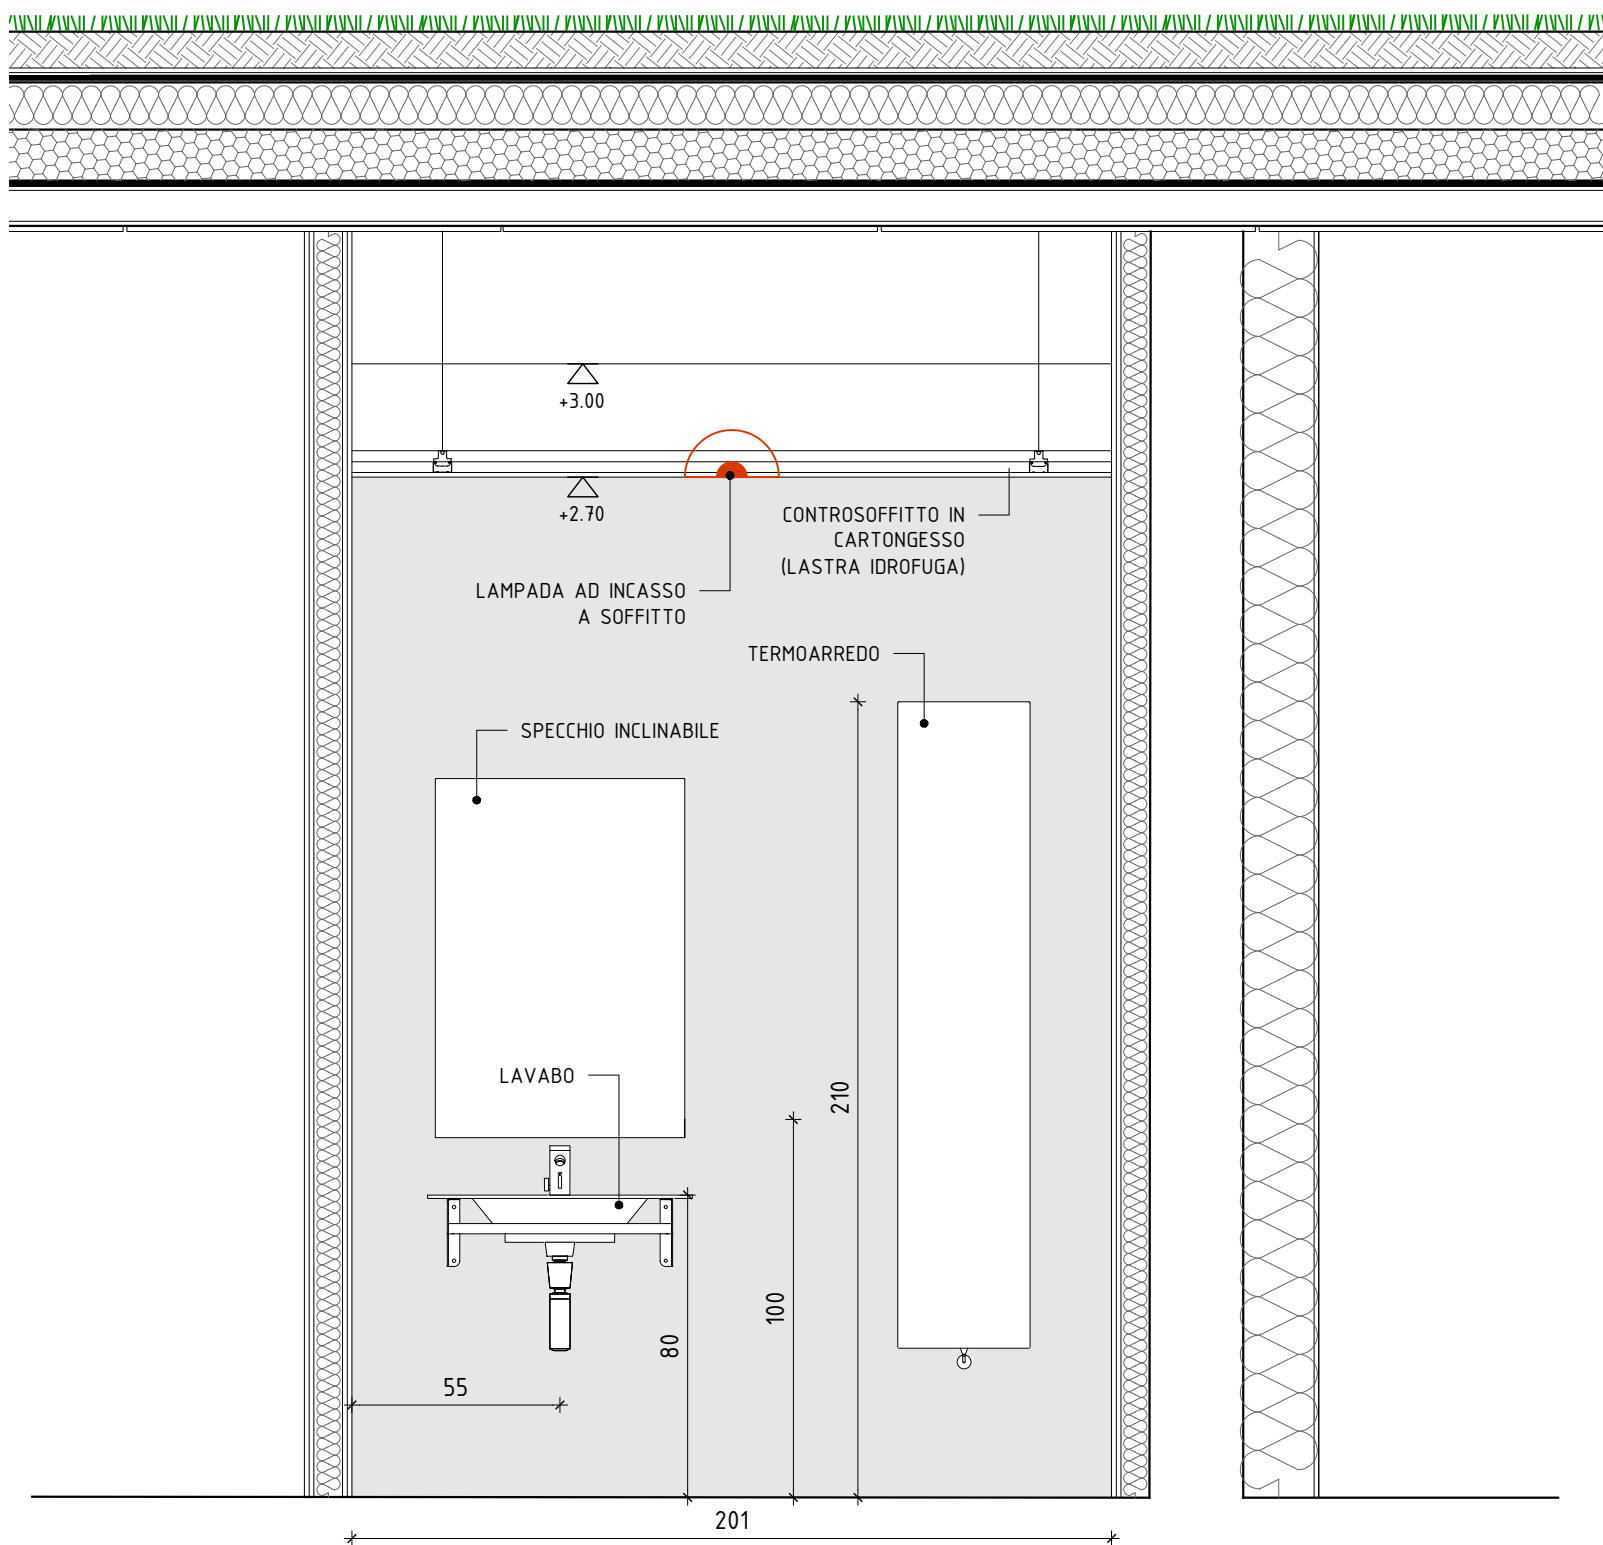 +3.00
+2.70
CONTROSOFFITTO IN
CARTONGESSO
(LASTRA IDROFUGA)
LAMPADA AD INCASSO
A SOFFITTO
TERMOARREDO
SPECCHIO INCLINABILE
LAVABO
210
100
80
55
201